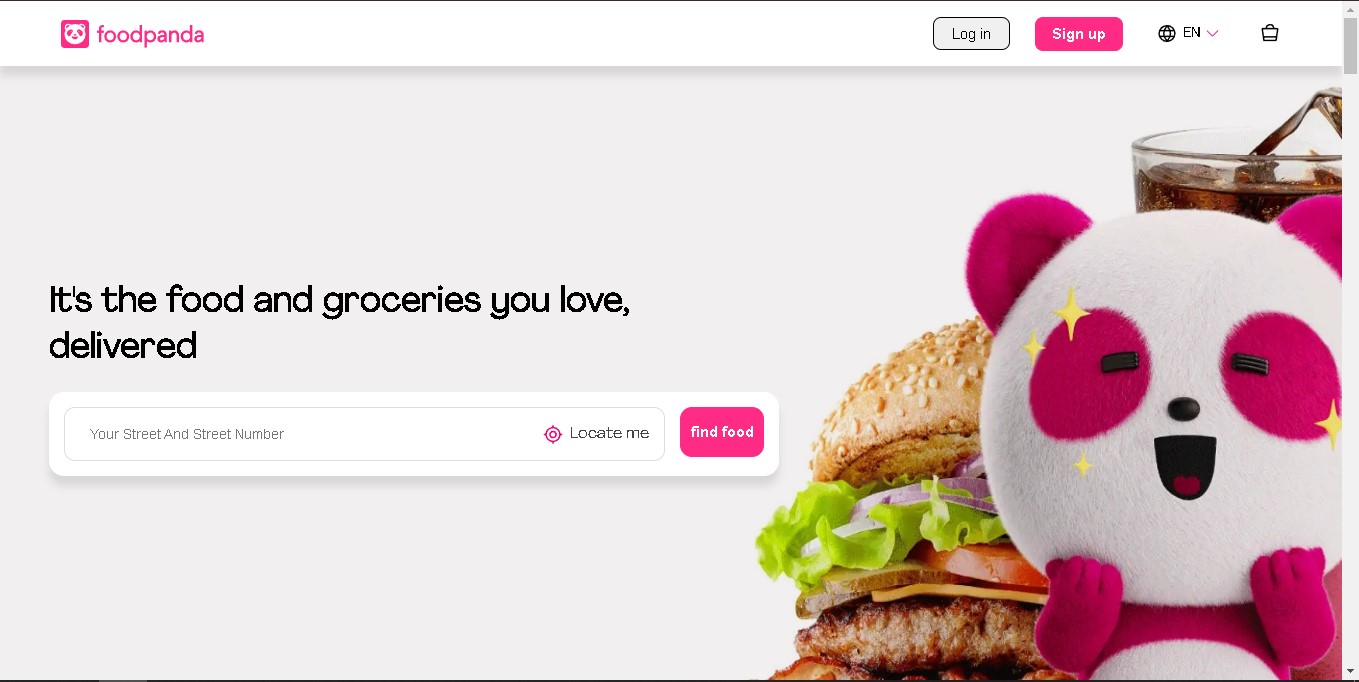 foodpanda
Log in
Sign up
EN
It's the food and groceries you love,
delivered
Your Street And Street Number
Locate me
find food